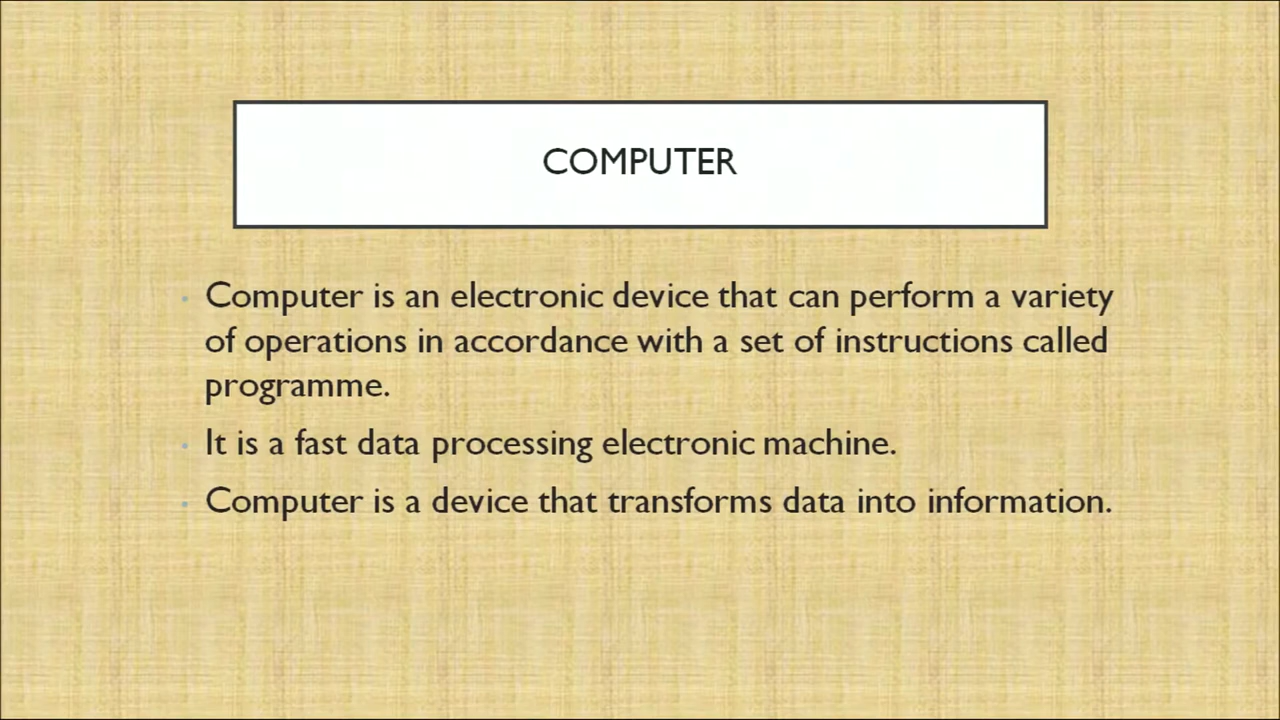 COMPUTER
Computer is an electronic device that can perform a variety
of operations in accordance with a set of instructions called
programme.
It is a fast data processing electronic machine.
Computer is a device that transforms data into information.